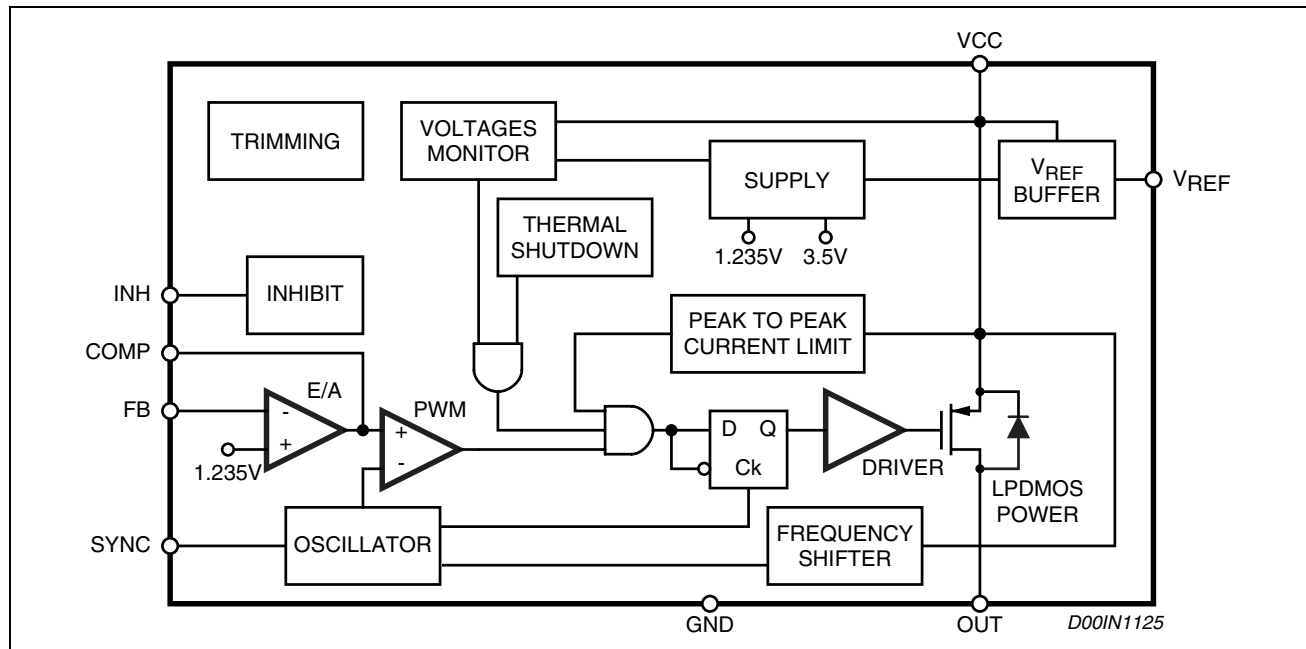 VCC
TRIMMING
VOLTAGES
MONITOR
SUPPLY
VREF
BUFFER
VREF
THERMAL
SHUTDOWN
1.235V 3.5V
INH
INHIBIT
COMP
PEAK TO PEAK
CURRENT LIMIT
E/A
FB
-
+
1.235V
PWM
+
-
D Q
Ck
DRIVER
LPDMOS
POWER
SYNC
OSCILLATOR
FREQUENCY
SHIFTER
GND
OUT
D00IN1125